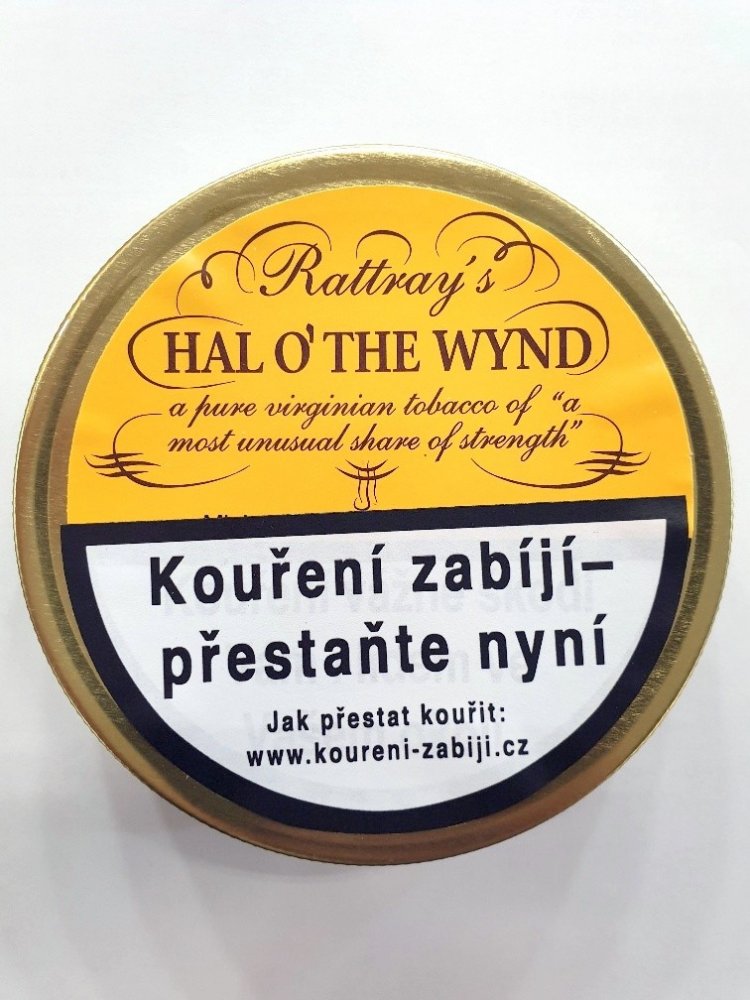 Rattray's
HAL O' THE WYND
a pure virginian tobacco of "a
most unusual share of strength"
Kouření zabíjí–
přestaňte nyní
Jak přestat kouřit:
www.koureni-zabiji.cz